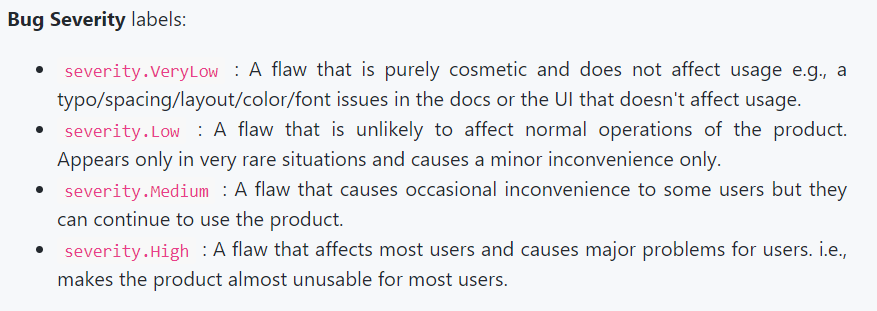 Bug Severity labels:
severity.VeryLow : A flaw that is purely cosmetic and does not affect usage e.g., a
typo/spacing/layout/color/font issues in the docs or the UI that doesn't affect usage.
severity.Low : A flaw that is unlikely to affect normal operations of the product.
Appears only in very rare situations and causes a minor inconvenience only.
severity.Medium : A flaw that causes occasional inconvenience to some users but they
can continue to use the product.
severity.High : A flaw that affects most users and causes major problems for users. i.e.,
makes the product almost unusable for most users.